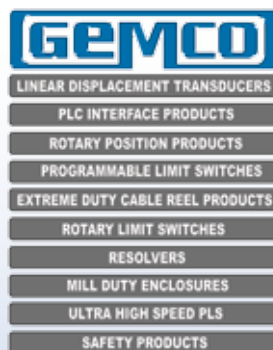 GEMCO
LINEAR DISPLACEMENT TRANSDUCERS
PLC INTERFACE PRODUCTS
ROTARY POSITION PRODUCTS
PROGRAMMABLE LIMIT SWITCHES
EXTREME DUTY CABLE REEL PRODUCTS
ROTARY LIMIT SWITCHES
RESOLVERS
MILL DUTY ENCLOSURES
ULTRA HIGH SPEED PLS
SAFETY PRODUCTS